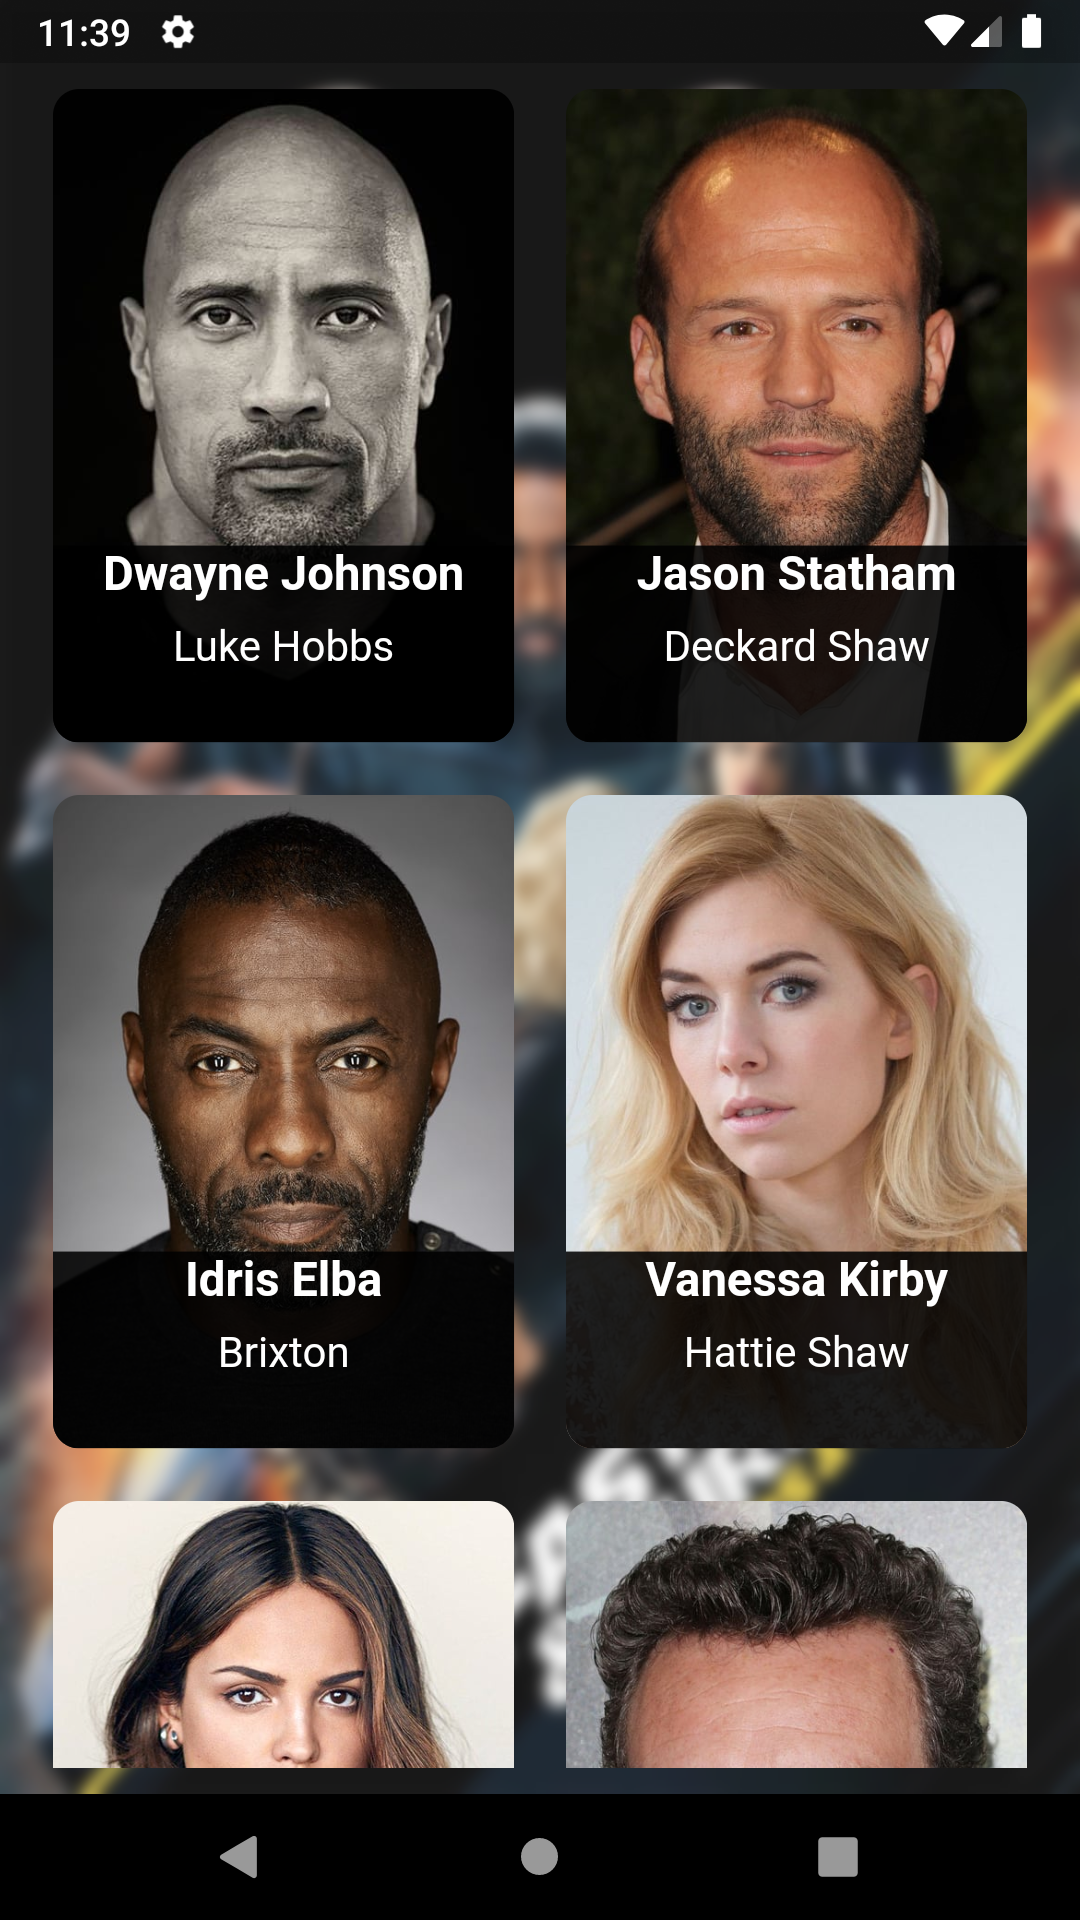 11:39
Dwayne Johnson
Luke Hobbs
Jason Statham
Deckard Shaw
Idris Elba
Brixton
Vanessa Kirby
Hattie Shaw